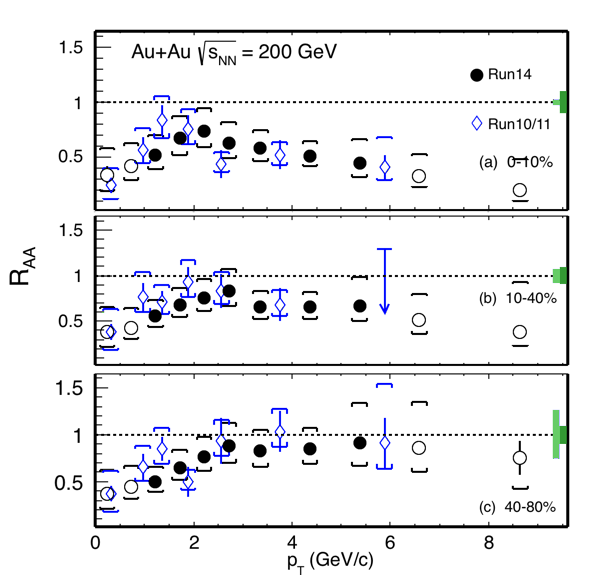 Au+Au √sNN = 200 GeV
Run14
Run10/11
(a) 0-10%
1.5
1
0.5
(b) 10-40%
1.5
1
0.5
(c) 40-80%
1.5
1
0.5
RAA
0 2 4 6 8
pT (GeV/c)